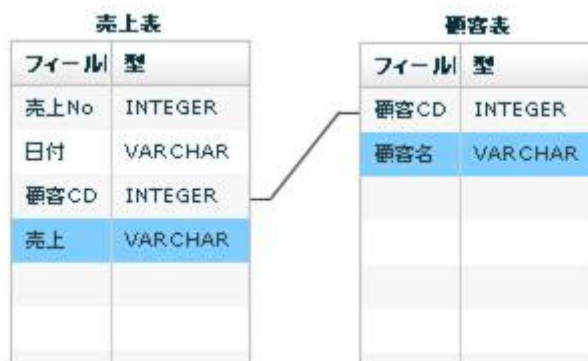 売上表
フィール 型
売上No INTEGER
日付 VARCHAR
顧客CD INTEGER
売上 VARCHAR
顧客表
フィール 型
顧客CD INTEGER
顧客名 VARCHAR